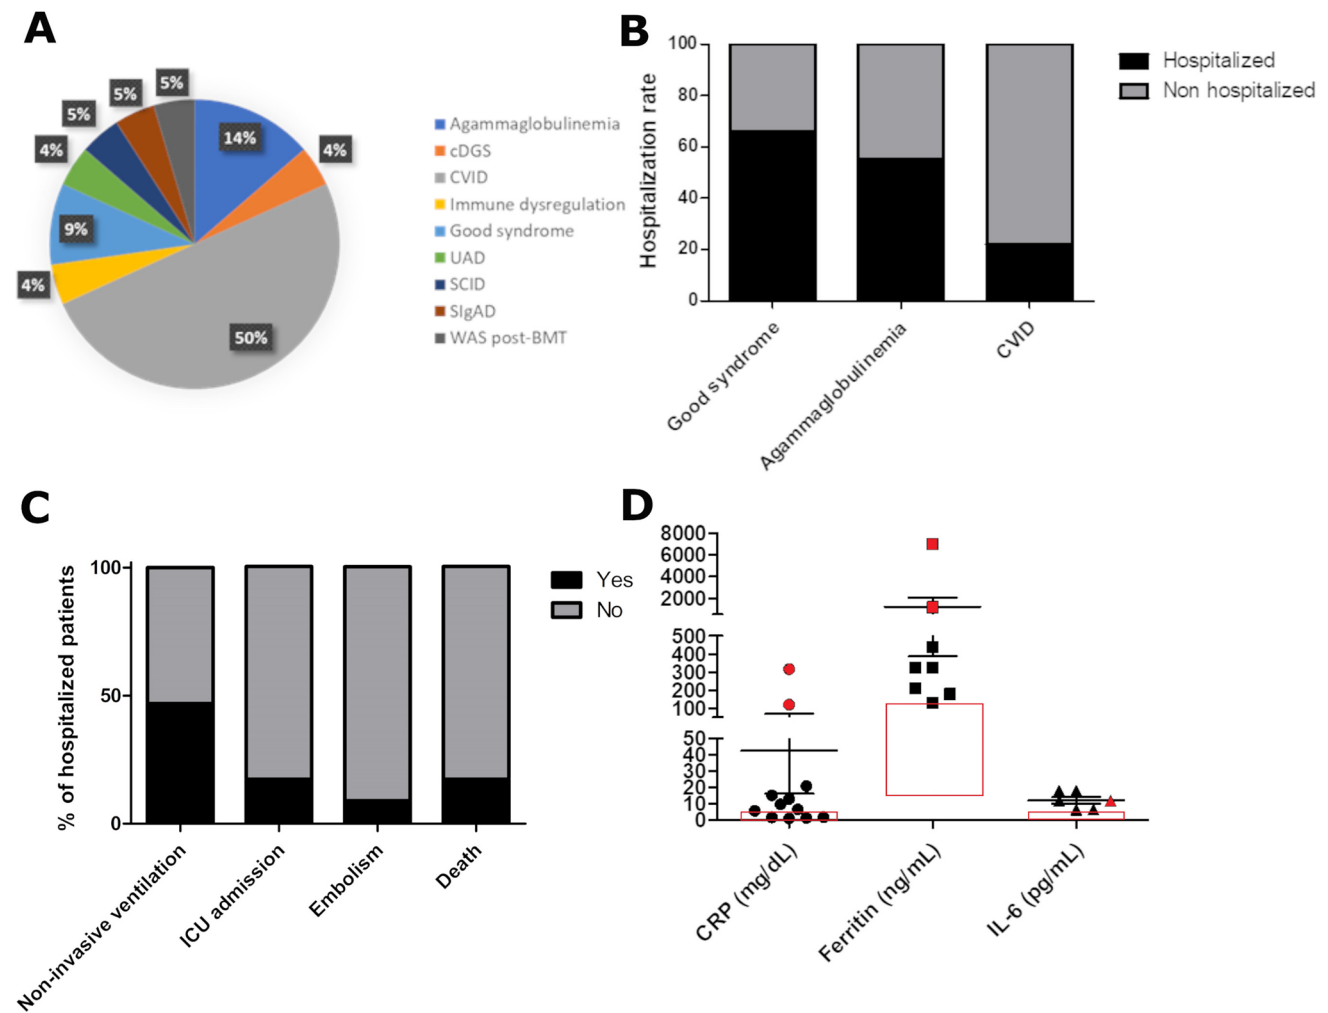 A
5%
5%
5%
4%
14%
4%
9%
4%
50%
Agammaglobulinemia
cDGS
CVID
Immune dysregulation
Good syndrome
UAD
SCID
SIgAD
WAS post-BMT
B
Hospitalization rate
100
80
60
40
20
0
Good syndrome
Agammaglobulinemia
CVID
Hospitalized
Non hospitalized
C
% of hospitalized patients
100
50
0
Non-invasive ventilation
ICU admission
Embolism
Death
Yes
No
D
8000
6000
4000
2000
500
400
300
200
100
50
40
30
20
10
0
CRP (mg/dL)
Ferritin (ng/mL)
IL-6 (pg/mL)